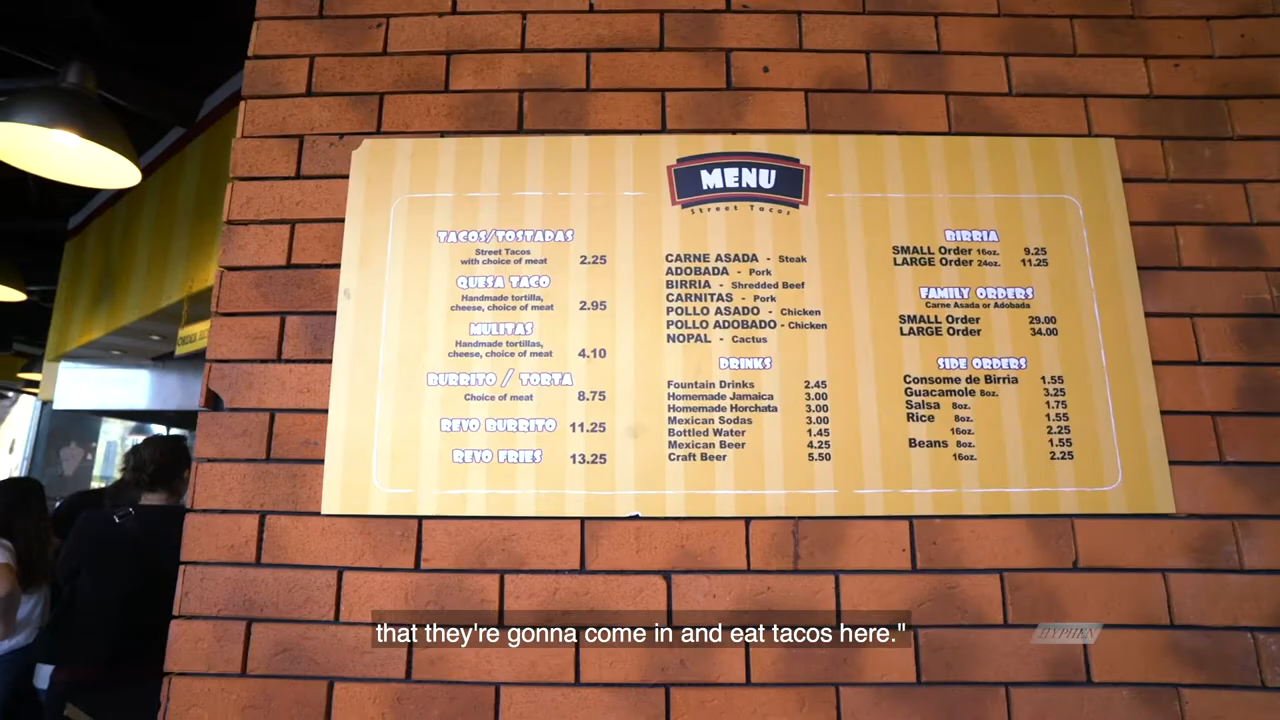 MENU
Street Tacos
TACOS/TOSTADAS
Street Tacos
with choice of meat 2.25
QUESA TACO
Handmade tortilla,
cheese, choice of meat 2.95
MULITAS
Handmade tortillas,
cheese, choice of meat 4.10
BURRITO / TORTA
Choice of meat 8.75
REVO BURRITO 11.25
REVO FRIES 13.25
CARNE ASADA - Steak
ADOBADA - Pork
BIRRIA - Shredded Beef
CARNITAS - Pork
POLLO ASADO - Chicken
POLLO ADOBADO - Chicken
NOPAL - Cactus
DRINKS
Fountain Drinks 2.45
Homemade Jamaica 3.00
Homemade Horchata 3.00
Mexican Sodas 3.00
Bottled Water 1.45
Mexican Beer 4.25
Craft Beer 5.50
BIRRIA
SMALL Order 16oz. 9.25
LARGE Order 24oz. 11.25
FAMILY ORDERS
Carne Asada or Adobada
SMALL Order 29.00
LARGE Order 34.00
SIDE ORDERS
Consome de Birria 1.55
Guacamole 8oz. 3.25
Salsa 8oz. 1.75
Rice 8oz. 1.55
16oz. 2.25
Beans 8oz. 1.55
16oz. 2.25
ORDER
that they're gonna come in and eat tacos here."
HYPHEN